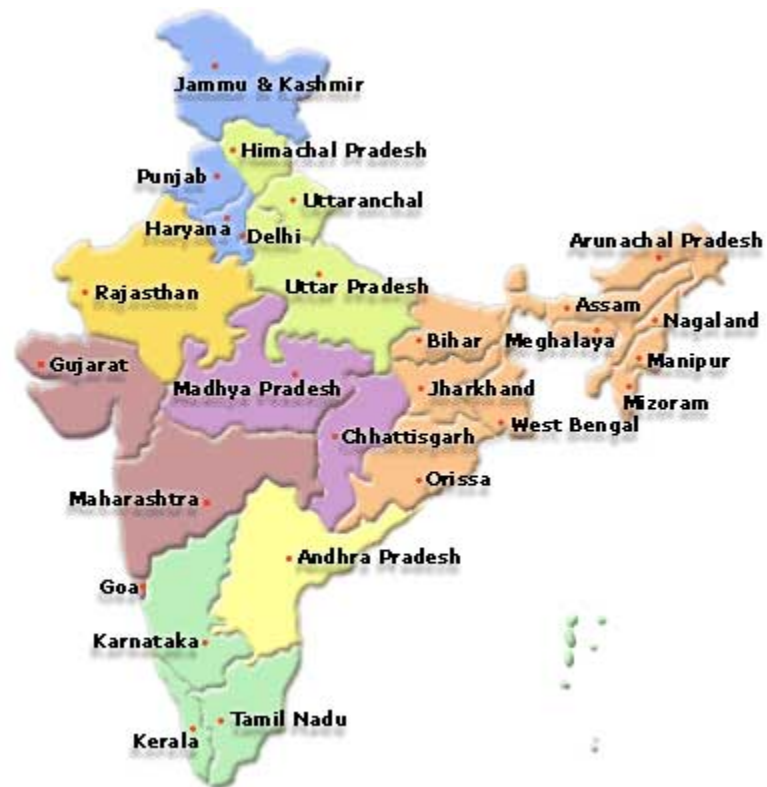 Jammu & Kashmir
Himachal Pradesh
Punjab
Uttaranchal
Haryana
Delhi
Arunachal Pradesh
Uttar Pradesh
Rajasthan
Assam
Nagaland
Bihar
Meghalaya
Manipur
Gujarat
Madhya Pradesh
Jharkhand
Mizoram
West Bengal
Chhattisgarh
Orissa
Maharashtra
Andhra Pradesh
Goa
Karnataka
Tamil Nadu
Kerala